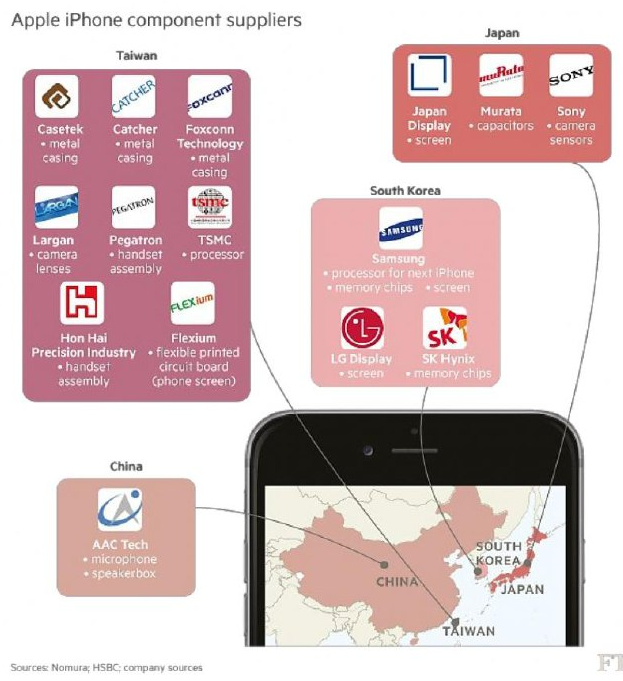 Apple iPhone component suppliers
Taiwan
Casetek
• metal
casing
CATCHER
Catcher
• metal
casing
Foxconn
Foxconn
Technology
• metal
casing
LARGAN
Largan
• camera
lenses
PEGATRON
Pegatron
• handset
assembly
tsmc
TSMC
• processor
Hon Hai
Precision Industry
• handset
assembly
FLEXium
Flexium
• flexible printed
circuit board
(phone screen)
Japan
Japan
Display
• screen
muRata
Murata
• capacitors
SONY
Sony
• camera
sensors
South Korea
SAMSUNG
Samsung
• processor for next iPhone
• memory chips • screen
LG Display
• screen
SK
SK Hynix
• memory chips
China
AAC Tech
• microphone
• speakerbox
CHINA
SOUTH
KOREA
JAPAN
TAIWAN
Sources: Nomura; HSBC; company sources
FT